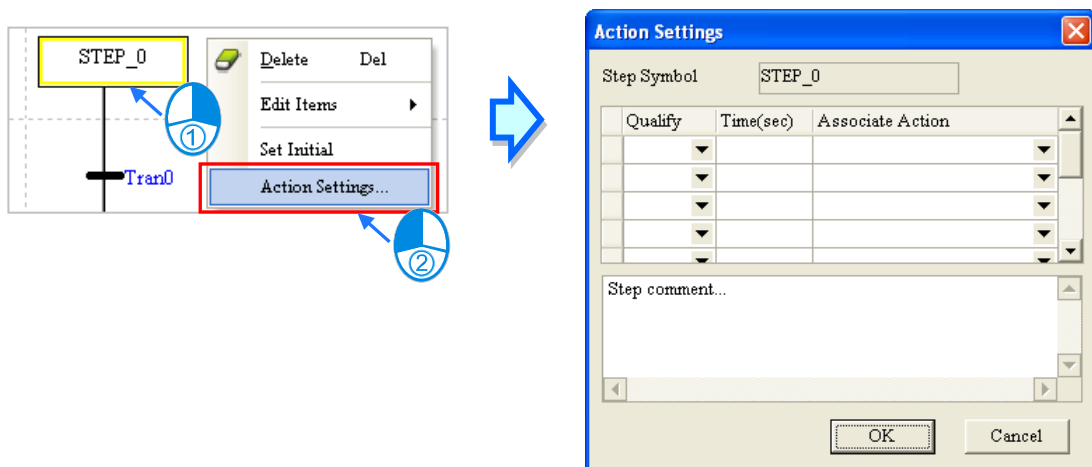 STEP_0
Delete Del
Edit Items
Set Initial
Action Settings...
Tran0
1
2
Action Settings
Step Symbol STEP_0
Qualify Time(sec) Associate Action
Step comment...
OK Cancel